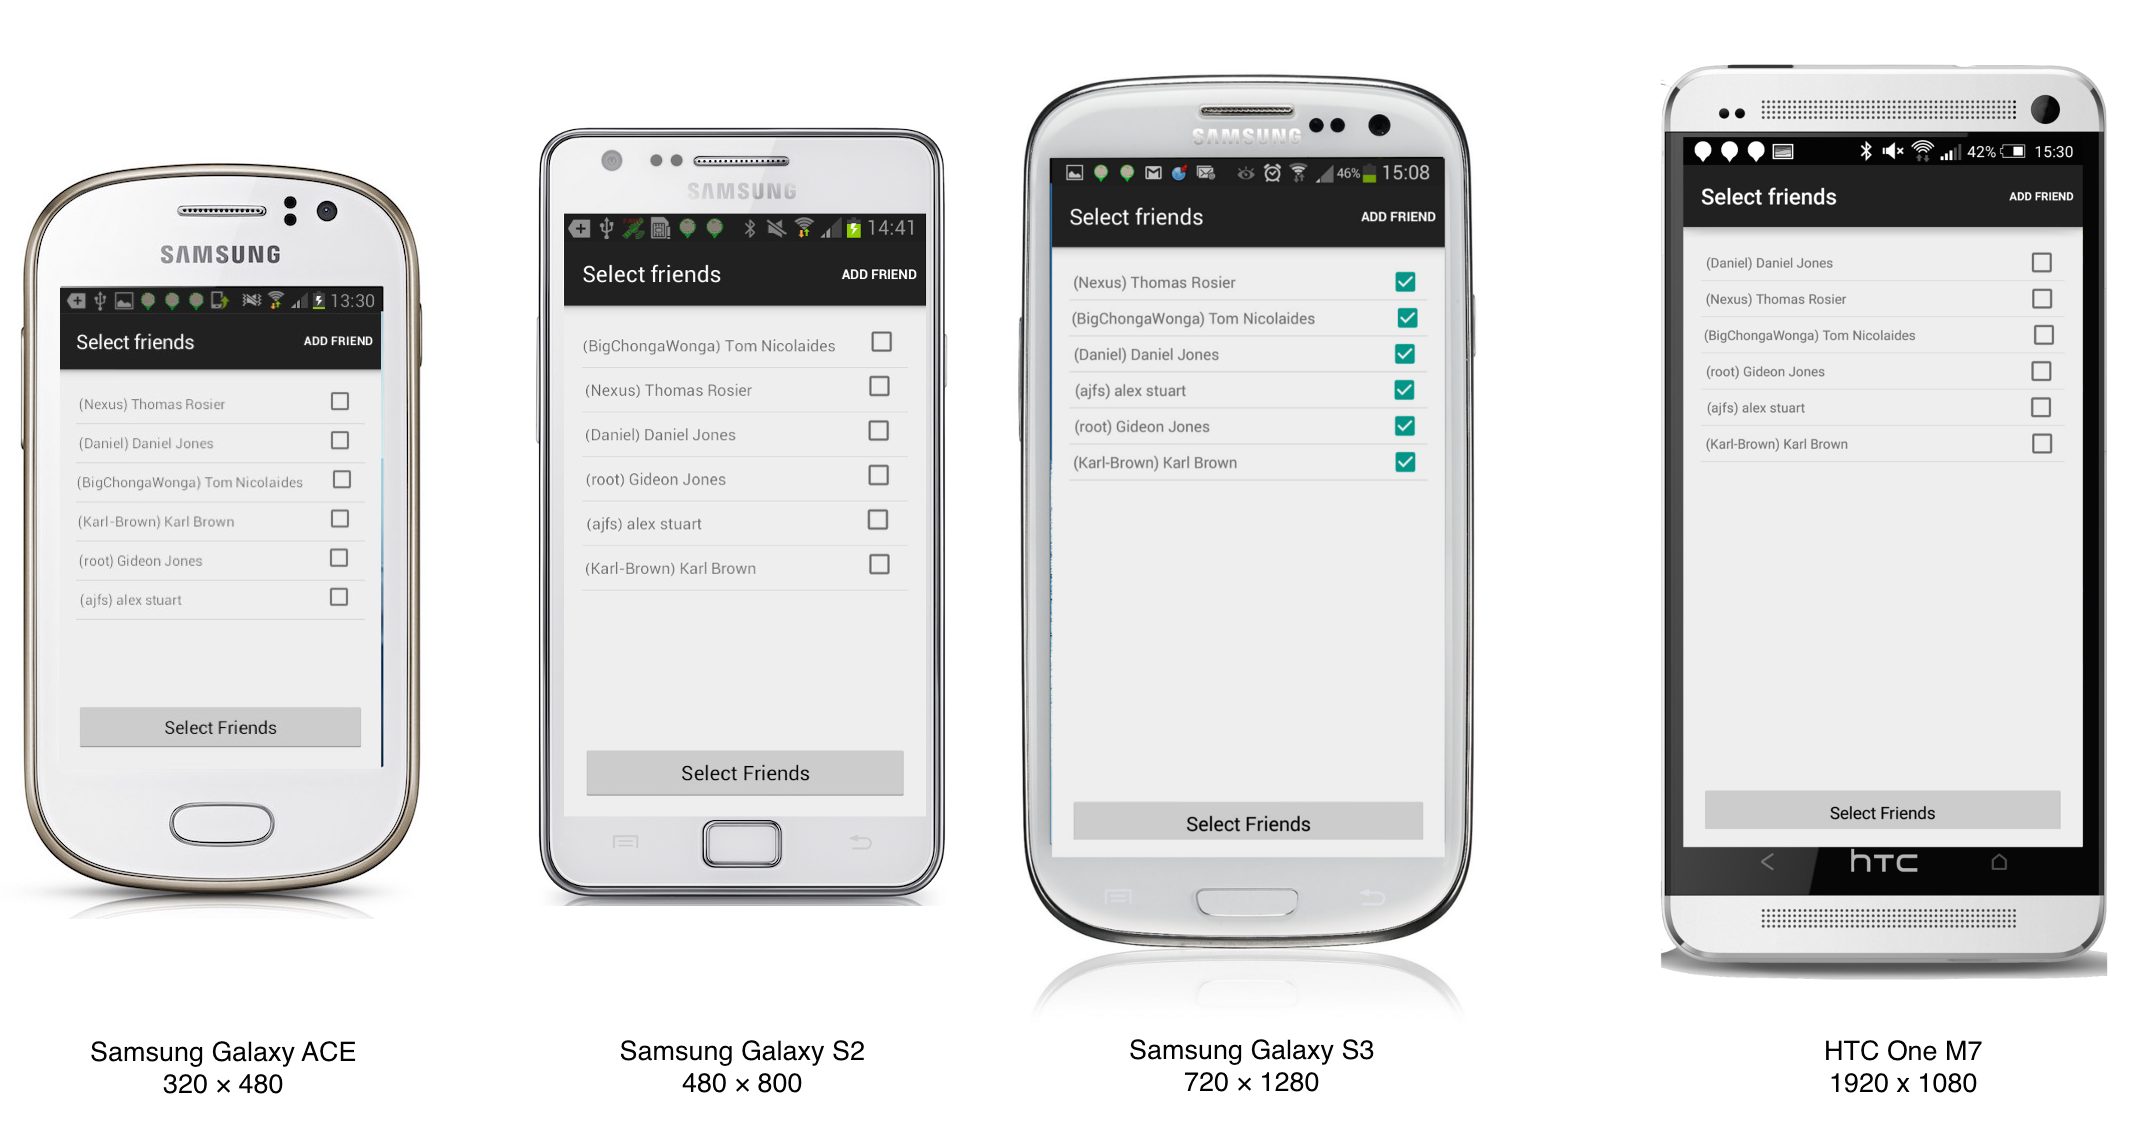 SAMSUNG
13:30
Select friends ADD FRIEND
(Nexus) Thomas Rosier
(Daniel) Daniel Jones
(BigChongaWonga) Tom Nicolaides
(Karl-Brown) Karl Brown
(root) Gideon Jones
(ajfs) alex stuart
Select Friends
Samsung Galaxy ACE
320 × 480
SAMSUNG
14:41
Select friends ADD FRIEND
(BigChongaWonga) Tom Nicolaides
(Nexus) Thomas Rosier
(Daniel) Daniel Jones
(root) Gideon Jones
(ajfs) alex stuart
(Karl-Brown) Karl Brown
Select Friends
Samsung Galaxy S2
480 × 800
SAMSUNG
46% 15:08
Select friends ADD FRIEND
(Nexus) Thomas Rosier
(BigChongaWonga) Tom Nicolaides
(Daniel) Daniel Jones
(ajfs) alex stuart
(root) Gideon Jones
(Karl-Brown) Karl Brown
Select Friends
Samsung Galaxy S3
720 × 1280
42% 15:30
Select friends ADD FRIEND
(Daniel) Daniel Jones
(Nexus) Thomas Rosier
(BigChongaWonga) Tom Nicolaides
(root) Gideon Jones
(ajfs) alex stuart
(Karl-Brown) Karl Brown
Select Friends
hTC
HTC One M7
1920 x 1080